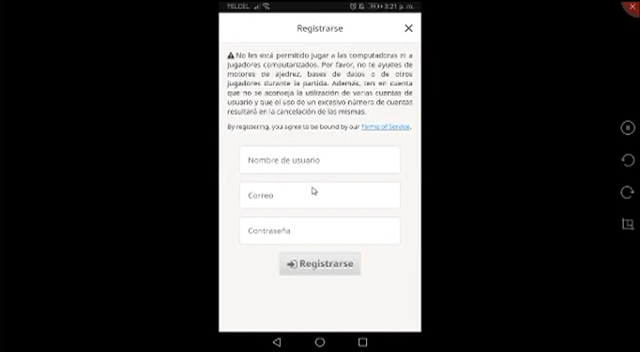 TELCEL 3:21 p. m.
Registrarse
No les está permitido jugar a las computadoras ni a
jugadores computarizados. Por favor, no te ayudes de
motores de ajedrez, bases de datos o de otros
jugadores durante la partida. Además, ten en cuenta
que no se aconseja la utilización de varias cuentas de
usuario y que el uso de un excesivo número de cuentas
resultará en la cancelación de las mismas.
By registering, you agree to be bound by our Terms of Service.
Nombre de usuario
Correo
Contraseña
Registrarse